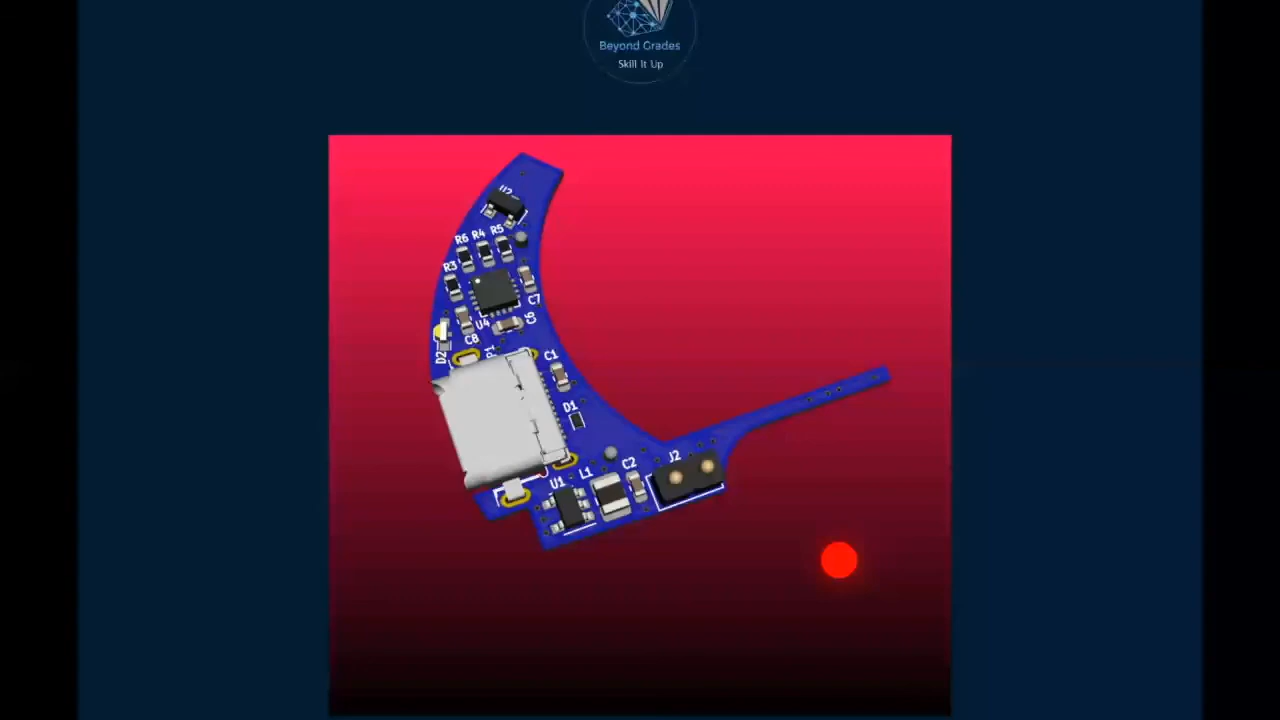 Beyond Grades
Skill It Up
U2
R6 R4 R5
R3
C7
U4 C6
C8
D2
C1
D1
J2
C2
L1
U1